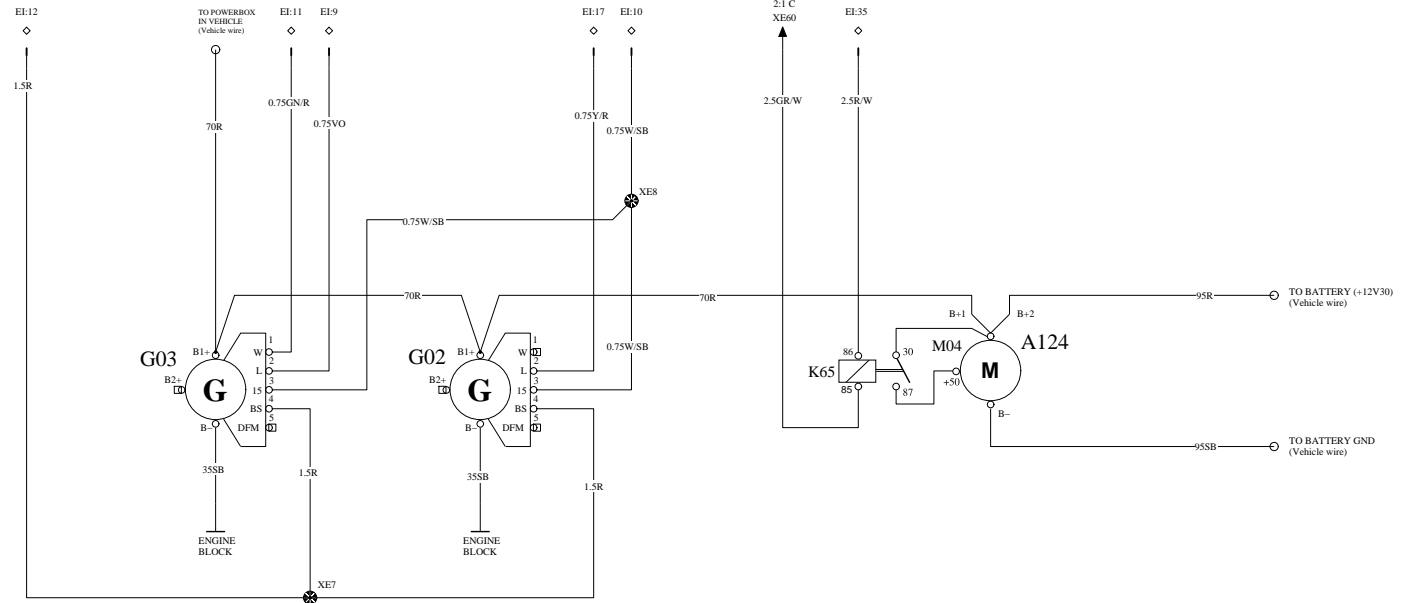 EI:12
TO POWERBOX
IN VEHICLE
(Vehicle wire)
EI:11
EI:9
EI:17
EI:10
2:1 C
XE60
EI:35
1.5R
70R
0.75GN/R
0.75VO
0.75Y/R
0.75W/SB
2.5GR/W
2.5R/W
XE8
0.75W/SB
70R
70R
95R
TO BATTERY (+12V30)
(Vehicle wire)
B+1
B+2
G03
B1+
B2+
G
B−
1
W
2
L
3
15
4
BS
5
DFM
G02
B1+
B2+
G
B−
1
W
2
L
3
15
4
BS
5
DFM
0.75W/SB
K65
86
85
30
87
M04
+50
M
A124
B−
95SB
TO BATTERY GND
(Vehicle wire)
35SB
1.5R
35SB
1.5R
ENGINE
BLOCK
ENGINE
BLOCK
XE7